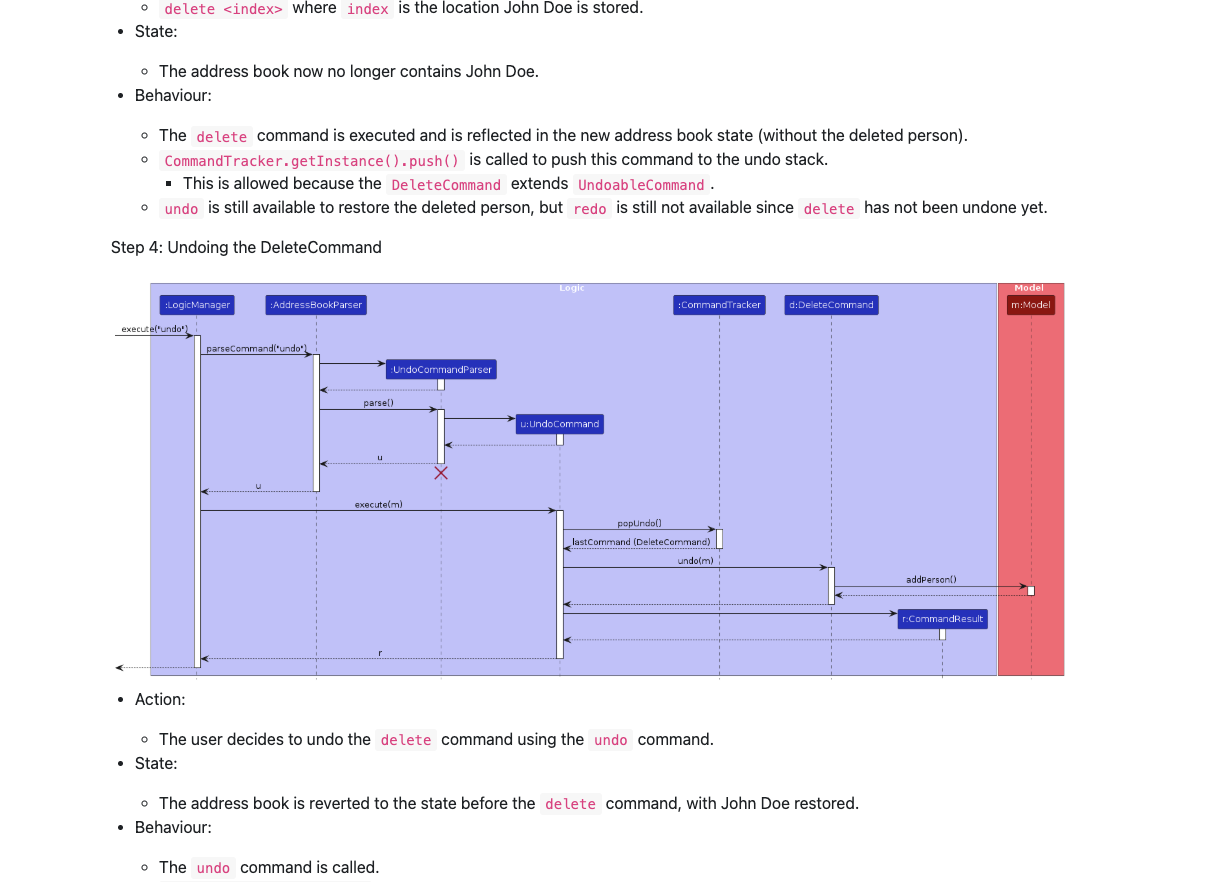 delete <index> where index is the location John Doe is stored.
State:
The address book now no longer contains John Doe.
Behaviour:
The delete command is executed and is reflected in the new address book state (without the deleted person).
CommandTracker.getInstance().push() is called to push this command to the undo stack.
This is allowed because the DeleteCommand extends UndoableCommand .
undo is still available to restore the deleted person, but redo is still not available since delete has not been undone yet.
Step 4: Undoing the DeleteCommand
Logic
Model
:LogicManager
:AddressBookParser
:CommandTracker
d:DeleteCommand
m:Model
execute("undo")
parseCommand("undo")
:UndoCommandParser
parse()
u:UndoCommand
u
u
execute(m)
popUndo()
lastCommand (DeleteCommand)
undo(m)
addPerson()
r:CommandResult
r
Action:
The user decides to undo the delete command using the undo command.
State:
The address book is reverted to the state before the delete command, with John Doe restored.
Behaviour:
The undo command is called.